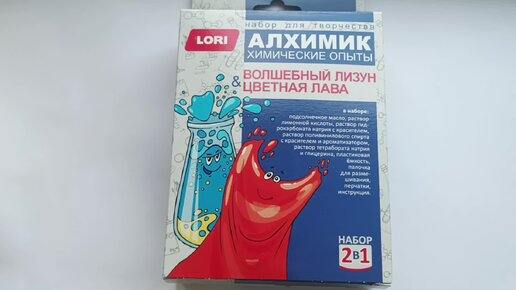 набор для творчества
LORI
АЛХИМИК
ХИМИЧЕСКИЕ ОПЫТЫ
ВОЛШЕБНЫЙ ЛИЗУН
& ЦВЕТНАЯ ЛАВА
в наборе:
подсолнечное масло, раствор
лимонной кислоты, раствор гид-
рокарбоната натрия с красителем,
раствор поливинилового спирта
с красителем и ароматизатором,
раствор тетрабората натрия
и глицерина, пластиковая
ёмкость,
палочка
для разме-
шивания,
перчатки,
инструкция.
НАБОР
2в1